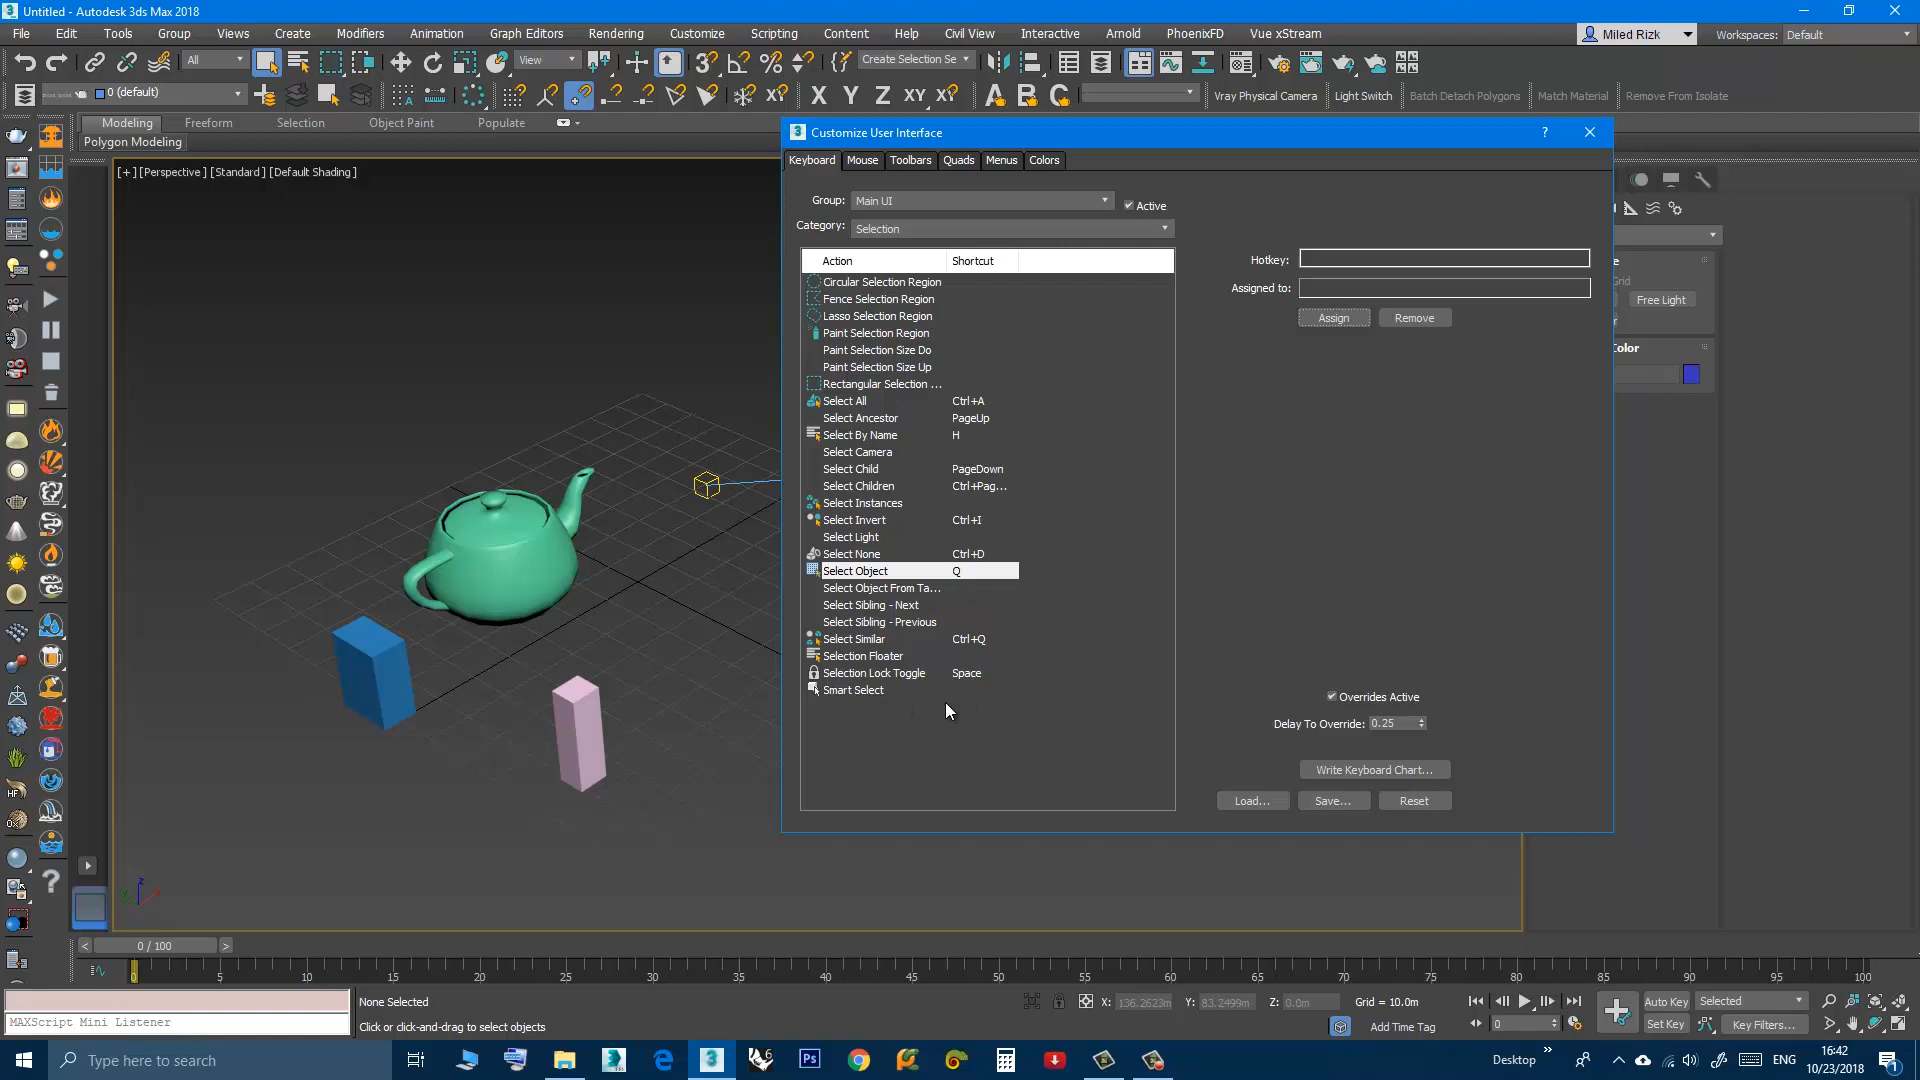 Untitled - Autodesk 3ds Max 2018
File Edit Tools Group Views Create Modifiers Animation Graph Editors Rendering Customize Scripting Content Help Civil View Interactive Arnold PhoenixFD Vue xStream Miled Rizk Workspaces: Default
All View Create Selection Se
0 (default) X Y Z XY XY Vray Physical Camera Light Switch Batch Detach Polygons Match Material Remove From Isolate
Modeling Freeform Selection Object Paint Populate
Polygon Modeling
[+] [Perspective] [Standard] [Default Shading]
Customize User Interface
Keyboard Mouse Toolbars Quads Menus Colors
Group: Main UI Active
Category: Selection
Action Shortcut
Circular Selection Region
Fence Selection Region
Lasso Selection Region
Paint Selection Region
Paint Selection Size Do
Paint Selection Size Up
Rectangular Selection ...
Select All Ctrl+A
Select Ancestor PageUp
Select By Name H
Select Camera
Select Child PageDown
Select Children Ctrl+Pag...
Select Instances
Select Invert Ctrl+I
Select Light
Select None Ctrl+D
Select Object Q
Select Object From Ta...
Select Sibling - Next
Select Sibling - Previous
Select Similar Ctrl+Q
Selection Floater
Selection Lock Toggle Space
Smart Select
Hotkey:
Assigned to:
Assign Remove
Overrides Active
Delay To Override: 0.25
Write Keyboard Chart...
Load... Save... Reset
Grid
Free Light
Color
z
0 / 100
0 5 10 15 20 25 30 35 40 45 50 55 60 65 70 75 80 85 90 95 100
None Selected X: 136.2623m Y: 83.2499m Z: 0.0m Grid = 10.0m Auto Key Selected
MAXScript Mini Listener Click or click-and-drag to select objects Add Time Tag 0 Set Key Key Filters...
Type here to search Desktop ENG 16:42
10/23/2018